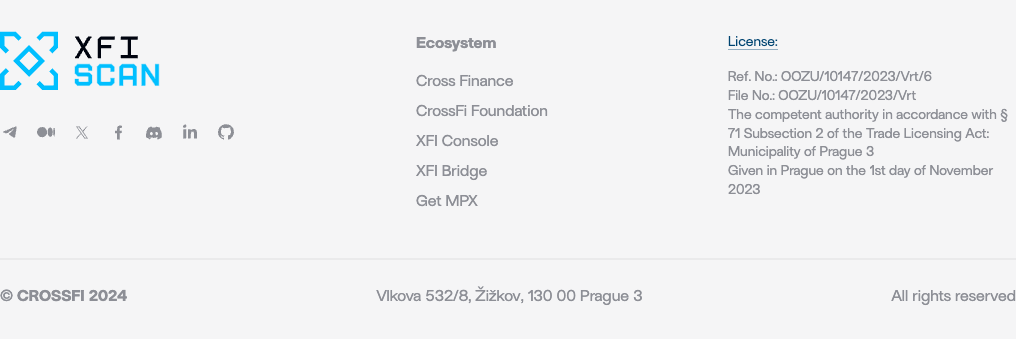 XFI
SCAN
Ecosystem
Cross Finance
CrossFi Foundation
XFI Console
XFI Bridge
Get MPX
License:
Ref. No.: OOZU/10147/2023/Vrt/6
File No.: OOZU/10147/2023/Vrt
The competent authority in accordance with §
71 Subsection 2 of the Trade Licensing Act:
Municipality of Prague 3
Given in Prague on the 1st day of November
2023
© CROSSFI 2024
Vlkova 532/8, Žižkov, 130 00 Prague 3
All rights reserved